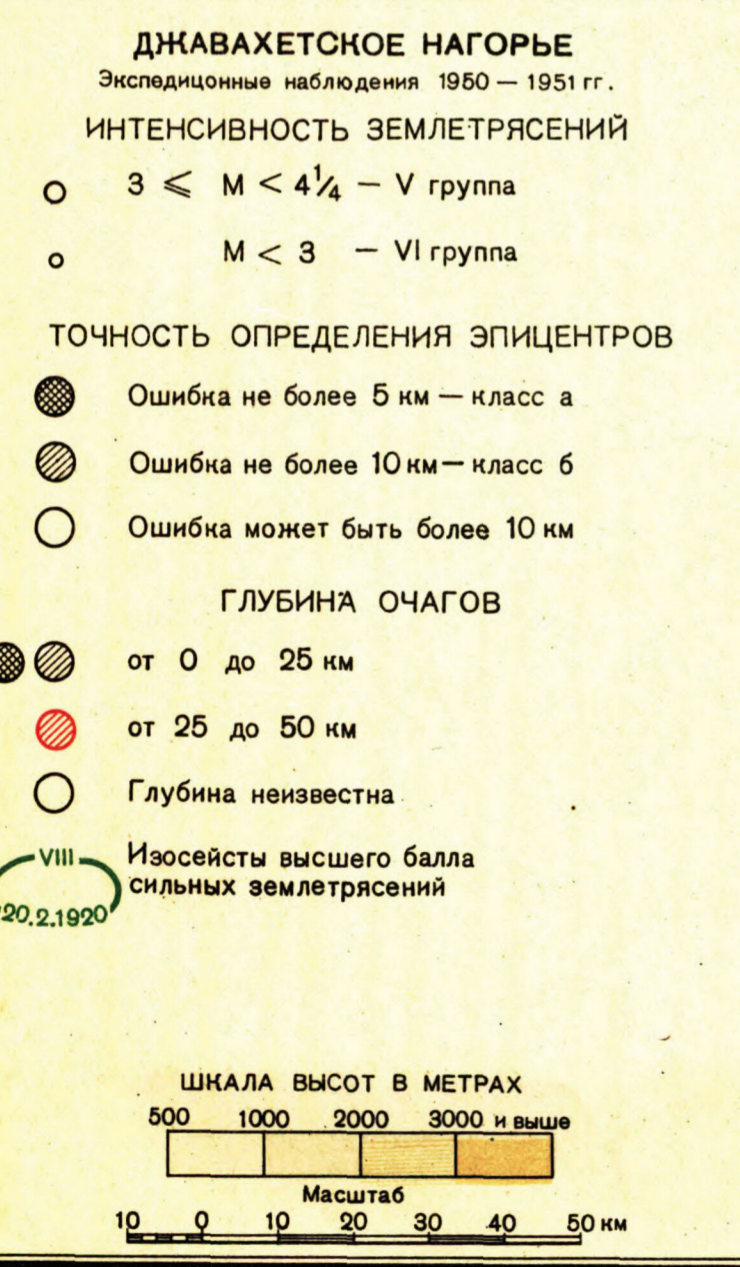 ДЖАВАХЕТСКОЕ НАГОРЬЕ
Экспедицонные наблюдения 1950 — 1951 гг.
ИНТЕНСИВНОСТЬ ЗЕМЛЕТРЯСЕНИЙ
3 ⩽ М < 4¼ — V группа
М < 3 — VI группа
ТОЧНОСТЬ ОПРЕДЕЛЕНИЯ ЭПИЦЕНТРОВ
Ошибка не более 5 км — класс а
Ошибка не более 10 км — класс б
Ошибка может быть более 10 км
ГЛУБИНА ОЧАГОВ
от 0 до 25 км
от 25 до 50 км
Глубина неизвестна
VIII
20.2.1920
Изосейсты высшего балла
сильных землетрясений
ШКАЛА ВЫСОТ В МЕТРАХ
500 1000 2000 3000 и выше
Масштаб
10 0 10 20 30 40 50 км